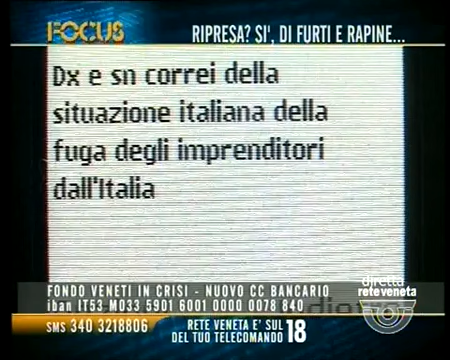 FOCUS
RIPRESA? SI', DI FURTI E RAPINE...
Dx e sn correi della
situazione italiana della
fuga degli imprenditori
dall'Italia
diretta
reteveneta
FONDO VENETI IN CRISI - NUOVO CC BANCARIO
iban IT53 M033 5901 6001 0000 0078 840
SMS 340 3218806
RETE VENETA E' SUL
DEL TUO TELECOMANDO 18